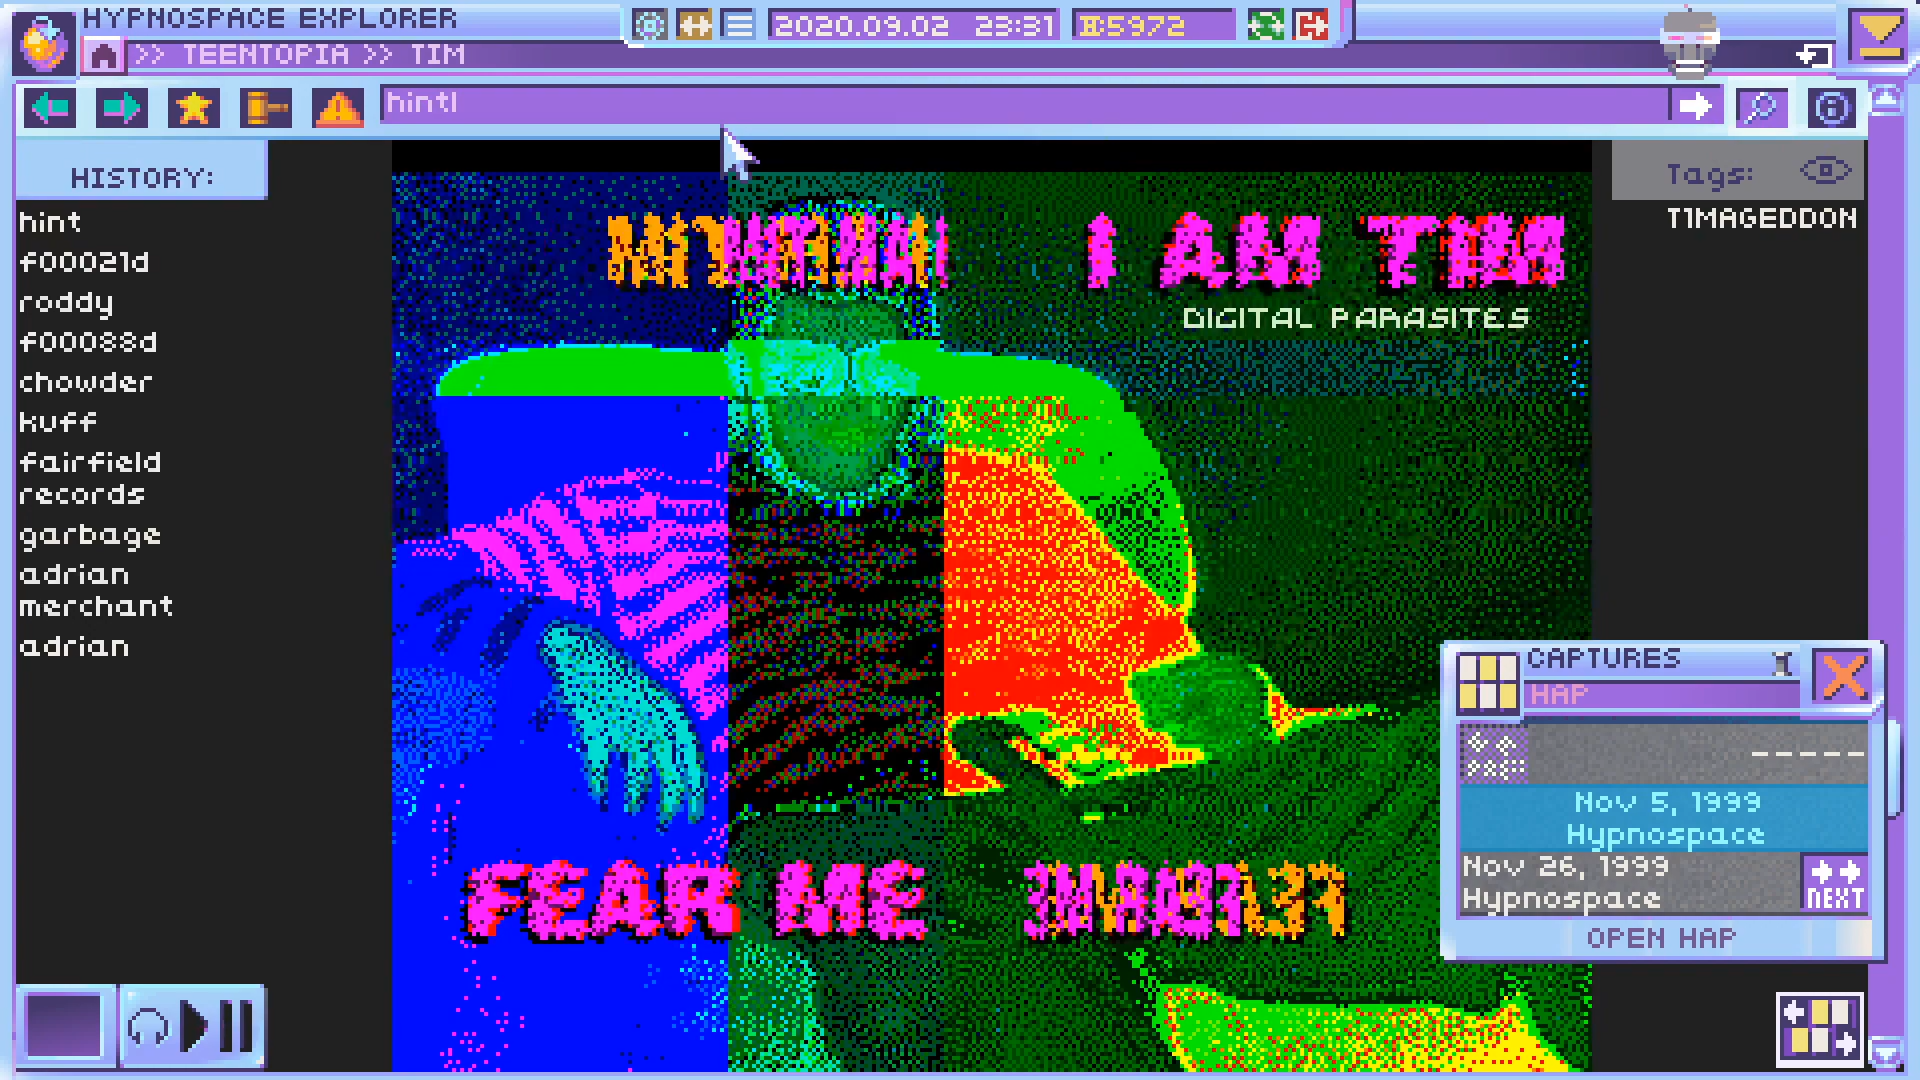 HYPNOSPACE EXPLORER
2020.09.02 23:31
5972
>> TEENTOPIA >> TIM
hint
HISTORY:
hint
f00021d
roddy
f00088d
chowder
kuff
fairfield
records
garbage
adrian
merchant
adrian
Tags:
T1MAGEDDON
I AM TIM
DIGITAL PARASITES
FEAR ME
CAPTURES
HAP
-----
Nov 5, 1999
Hypnospace
Nov 26, 1999
Hypnospace
NEXT
OPEN HAP